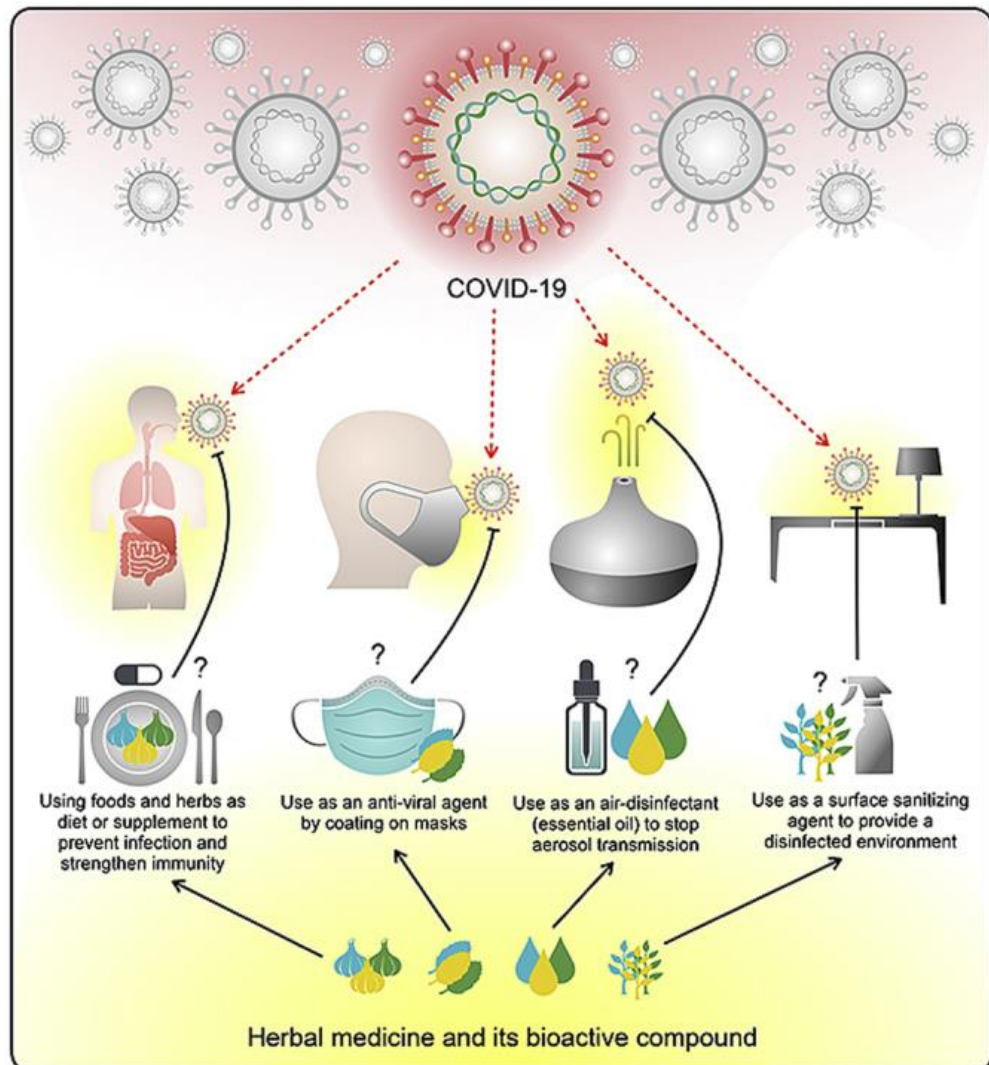 COVID-19
?
?
?
?
Using foods and herbs as
diet or supplement to
prevent infection and
strengthen immunity
Use as an anti-viral agent
by coating on masks
Use as an air-disinfectant
(essential oil) to stop
aerosol transmission
Use as a surface sanitizing
agent to provide a
disinfected environment
Herbal medicine and its bioactive compound